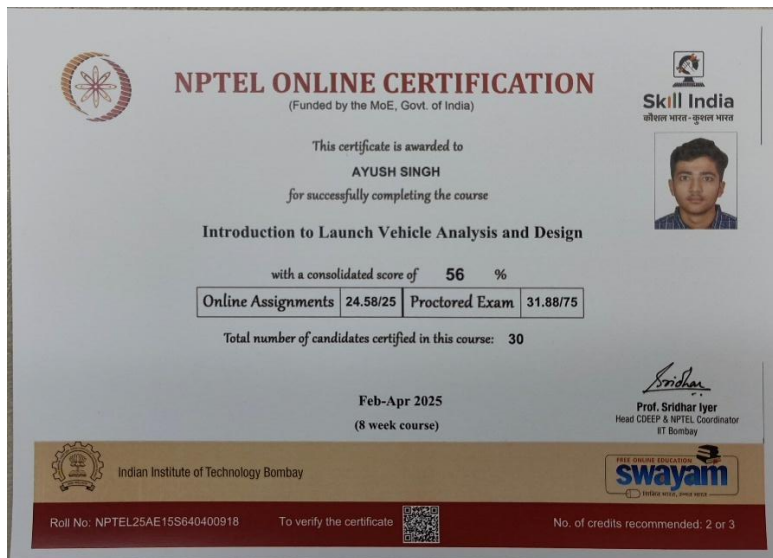 NPTEL ONLINE CERTIFICATION
(Funded by the MoE, Govt. of India)
Skill India
कौशल भारत - कुशल भारत
This certificate is awarded to
AYUSH SINGH
for successfully completing the course
Introduction to Launch Vehicle Analysis and Design
with a consolidated score of 56 %
Online Assignments 24.58/25 Proctored Exam 31.88/75
Total number of candidates certified in this course: 30
Feb-Apr 2025
(8 week course)
Sridhar
Prof. Sridhar Iyer
Head CDEEP & NPTEL Coordinator
IIT Bombay
Indian Institute of Technology Bombay
FREE ONLINE EDUCATION
swayam
शिक्षित भारत, उन्नत भारत
Roll No: NPTEL25AE15S640400918 To verify the certificate No. of credits recommended: 2 or 3